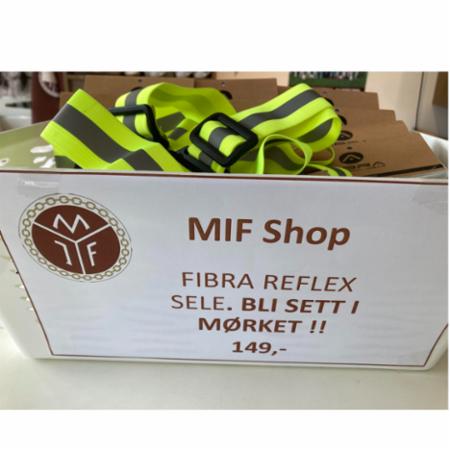 MIF Shop
M
I F
FIBRA REFLEX
SELE. BLI SETT I
MØRKET !!
149,-